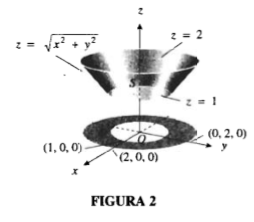 z
z = √x² + y²
z = 2
S
z = 1
(0, 2, 0)
O
(1, 0, 0)
y
(2, 0, 0)
x
FIGURA 2